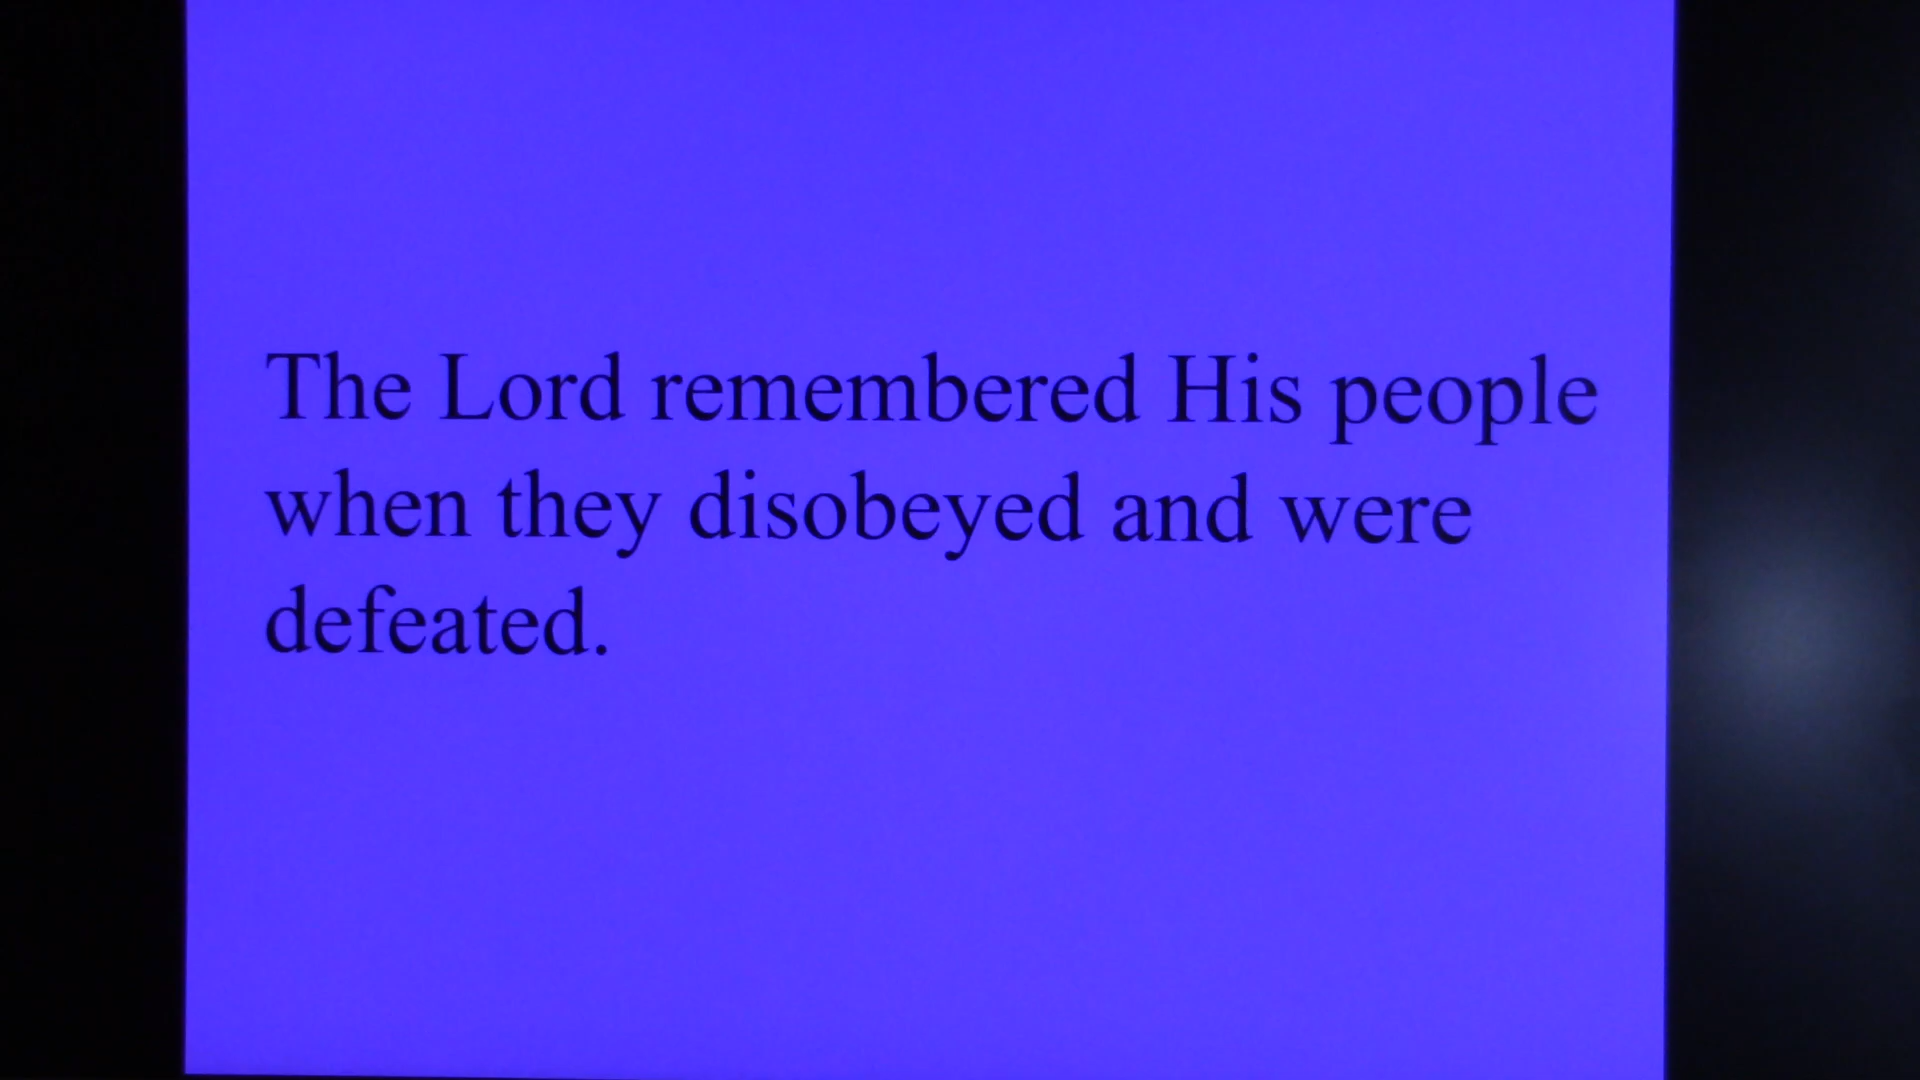 The Lord remembered His people
when they disobeyed and were
defeated.